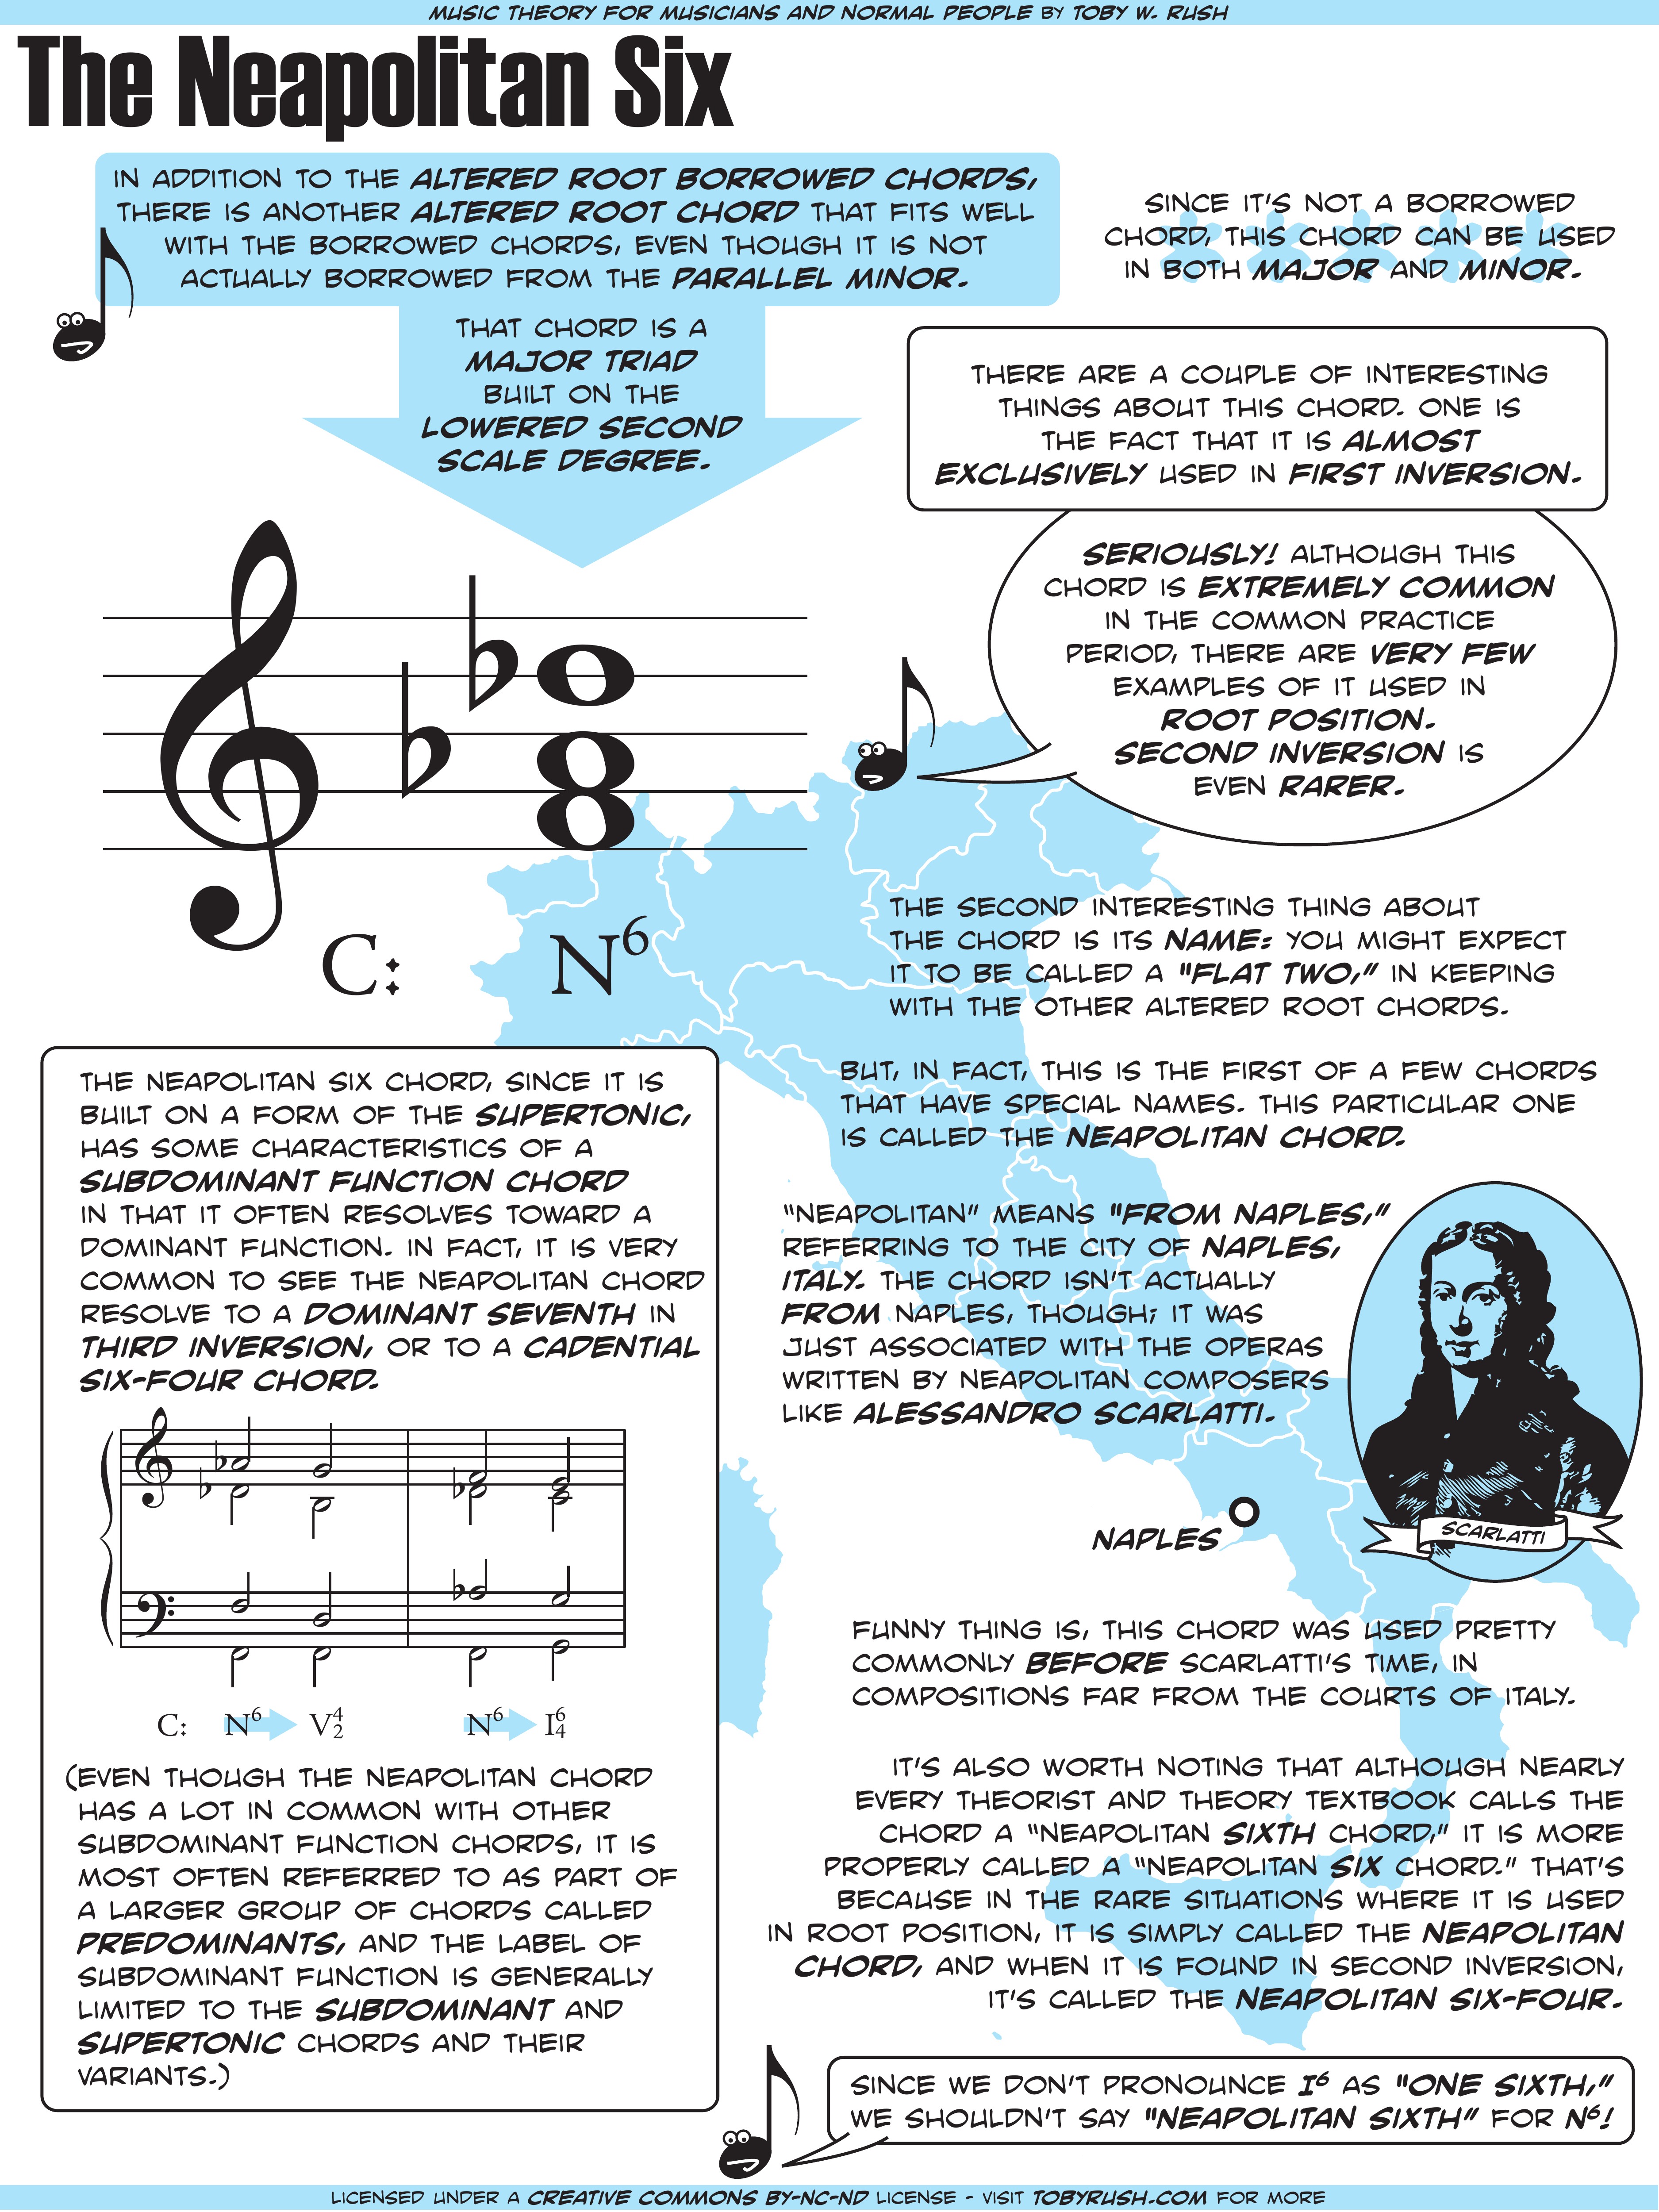 MUSIC THEORY FOR MUSICIANS AND NORMAL PEOPLE BY TOBY W. RUSH
The Neapolitan Six
IN ADDITION TO THE ALTERED ROOT BORROWED CHORDS,
THERE IS ANOTHER ALTERED ROOT CHORD THAT FITS WELL
WITH THE BORROWED CHORDS, EVEN THOUGH IT IS NOT
ACTUALLY BORROWED FROM THE PARALLEL MINOR.
THAT CHORD IS A
MAJOR TRIAD
BUILT ON THE
LOWERED SECOND
SCALE DEGREE.
SINCE IT'S NOT A BORROWED
CHORD, THIS CHORD CAN BE USED
IN BOTH MAJOR AND MINOR.
THERE ARE A COUPLE OF INTERESTING
THINGS ABOUT THIS CHORD. ONE IS
THE FACT THAT IT IS ALMOST
EXCLUSIVELY USED IN FIRST INVERSION.
SERIOUSLY! ALTHOUGH THIS
CHORD IS EXTREMELY COMMON
IN THE COMMON PRACTICE
PERIOD, THERE ARE VERY FEW
EXAMPLES OF IT USED IN
ROOT POSITION.
SECOND INVERSION IS
EVEN RARER.
C: N6
THE SECOND INTERESTING THING ABOUT
THE CHORD IS ITS NAME: YOU MIGHT EXPECT
IT TO BE CALLED A "FLAT TWO," IN KEEPING
WITH THE OTHER ALTERED ROOT CHORDS.
BUT, IN FACT, THIS IS THE FIRST OF A FEW CHORDS
THAT HAVE SPECIAL NAMES. THIS PARTICULAR ONE
IS CALLED THE NEAPOLITAN CHORD.
"NEAPOLITAN" MEANS "FROM NAPLES,"
REFERRING TO THE CITY OF NAPLES,
ITALY. THE CHORD ISN'T ACTUALLY
FROM NAPLES, THOUGH; IT WAS
JUST ASSOCIATED WITH THE OPERAS
WRITTEN BY NEAPOLITAN COMPOSERS
LIKE ALESSANDRO SCARLATTI.
SCARLATTI
NAPLES
THE NEAPOLITAN SIX CHORD, SINCE IT IS
BUILT ON A FORM OF THE SUPERTONIC,
HAS SOME CHARACTERISTICS OF A
SUBDOMINANT FUNCTION CHORD
IN THAT IT OFTEN RESOLVES TOWARD A
DOMINANT FUNCTION. IN FACT, IT IS VERY
COMMON TO SEE THE NEAPOLITAN CHORD
RESOLVE TO A DOMINANT SEVENTH IN
THIRD INVERSION, OR TO A CADENTIAL
SIX-FOUR CHORD.
C: N6 V42 N6 I64
(EVEN THOUGH THE NEAPOLITAN CHORD
HAS A LOT IN COMMON WITH OTHER
SUBDOMINANT FUNCTION CHORDS, IT IS
MOST OFTEN REFERRED TO AS PART OF
A LARGER GROUP OF CHORDS CALLED
PREDOMINANTS, AND THE LABEL OF
SUBDOMINANT FUNCTION IS GENERALLY
LIMITED TO THE SUBDOMINANT AND
SUPERTONIC CHORDS AND THEIR
VARIANTS.)
FUNNY THING IS, THIS CHORD WAS USED PRETTY
COMMONLY BEFORE SCARLATTI'S TIME, IN
COMPOSITIONS FAR FROM THE COURTS OF ITALY.
IT'S ALSO WORTH NOTING THAT ALTHOUGH NEARLY
EVERY THEORIST AND THEORY TEXTBOOK CALLS THE
CHORD A "NEAPOLITAN SIXTH CHORD," IT IS MORE
PROPERLY CALLED A "NEAPOLITAN SIX CHORD." THAT'S
BECAUSE IN THE RARE SITUATIONS WHERE IT IS USED
IN ROOT POSITION, IT IS SIMPLY CALLED THE NEAPOLITAN
CHORD, AND WHEN IT IS FOUND IN SECOND INVERSION,
IT'S CALLED THE NEAPOLITAN SIX-FOUR.
SINCE WE DON'T PRONOUNCE I6 AS "ONE SIXTH,"
WE SHOULDN'T SAY "NEAPOLITAN SIXTH" FOR N6!
LICENSED UNDER A CREATIVE COMMONS BY-NC-ND LICENSE - VISIT TOBYRUSH.COM FOR MORE